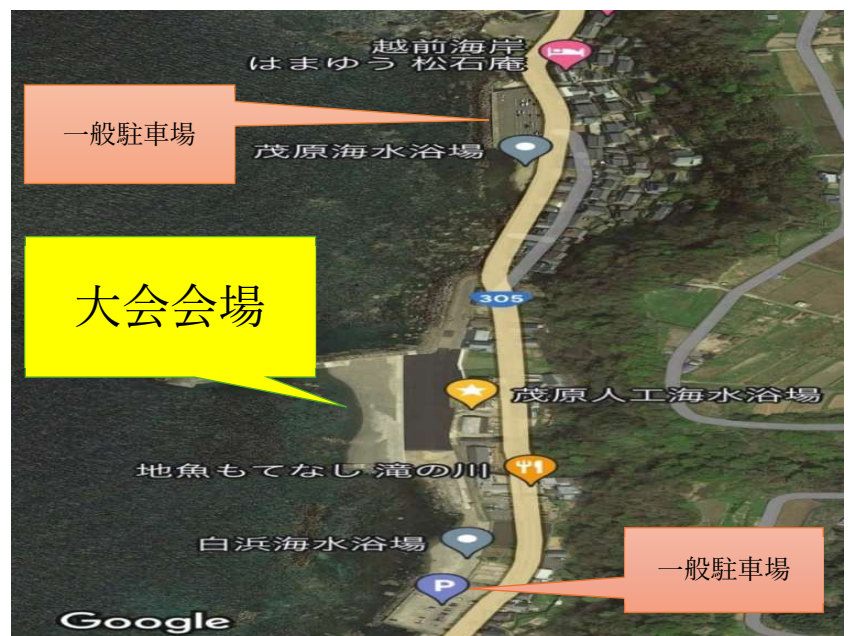 越前海岸
はまゆう 松石庵
一般駐車場
茂原海水浴場
大会会場
305
茂原人工海水浴場
地魚もてなし 滝の川
白浜海水浴場
一般駐車場
P
Google